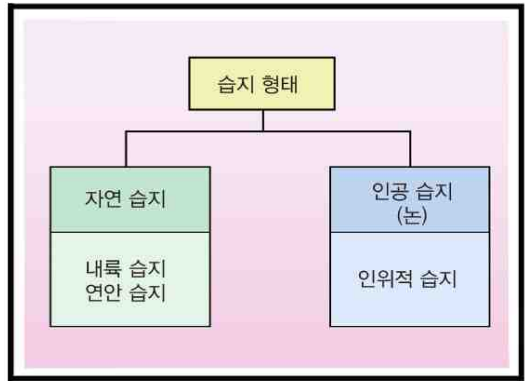 습지 형태
자연 습지
내륙 습지
연안 습지
인공 습지
(논)
인위적 습지